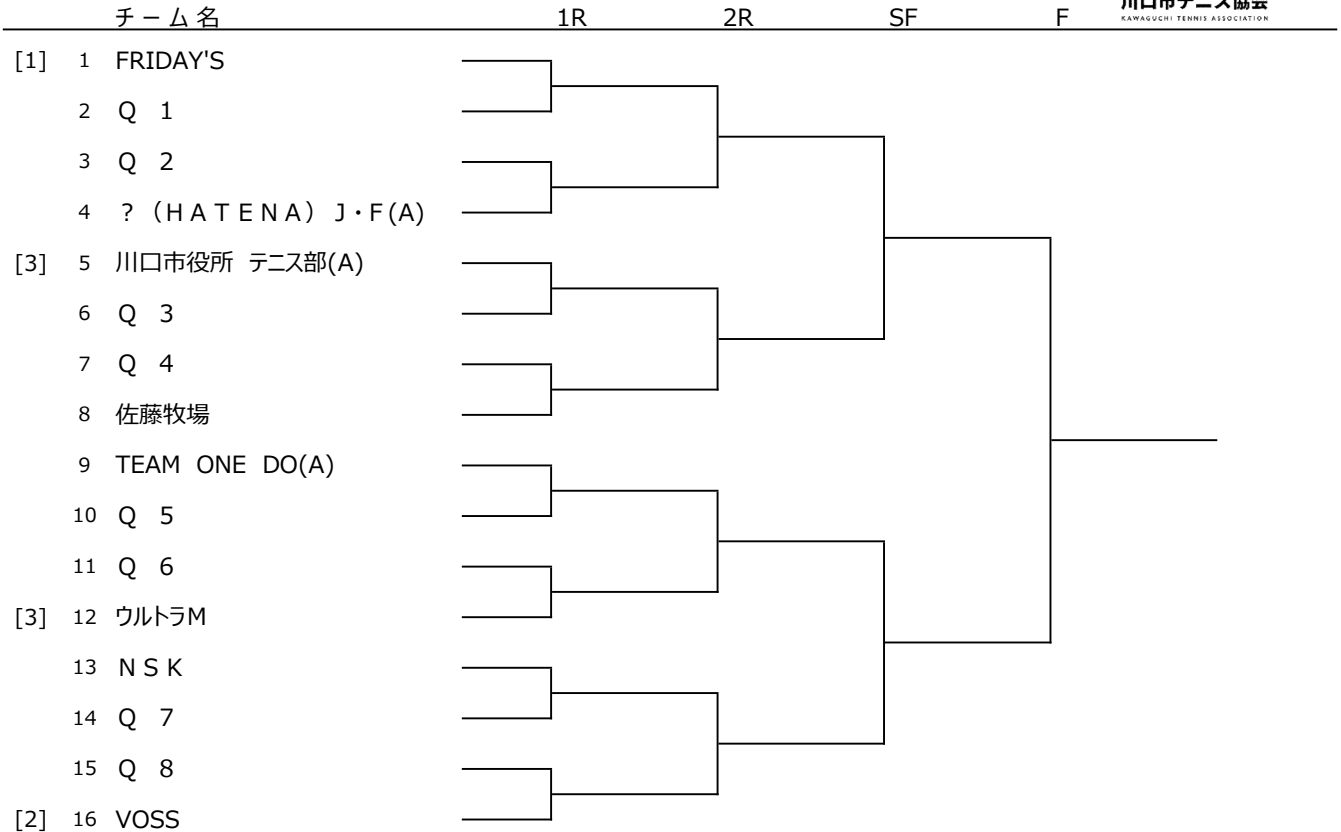 チーム名 1R 2R SF F 川口市テニス協会
KAWAGUCHI TENNIS ASSOCIATION
[1] 1 FRIDAY'S
2 Q 1
3 Q 2
4 ?（HATENA）J・F(A)
[3] 5 川口市役所 テニス部(A)
6 Q 3
7 Q 4
8 佐藤牧場
9 TEAM ONE DO(A)
10 Q 5
11 Q 6
[3] 12 ウルトラM
13 NSK
14 Q 7
15 Q 8
[2] 16 VOSS